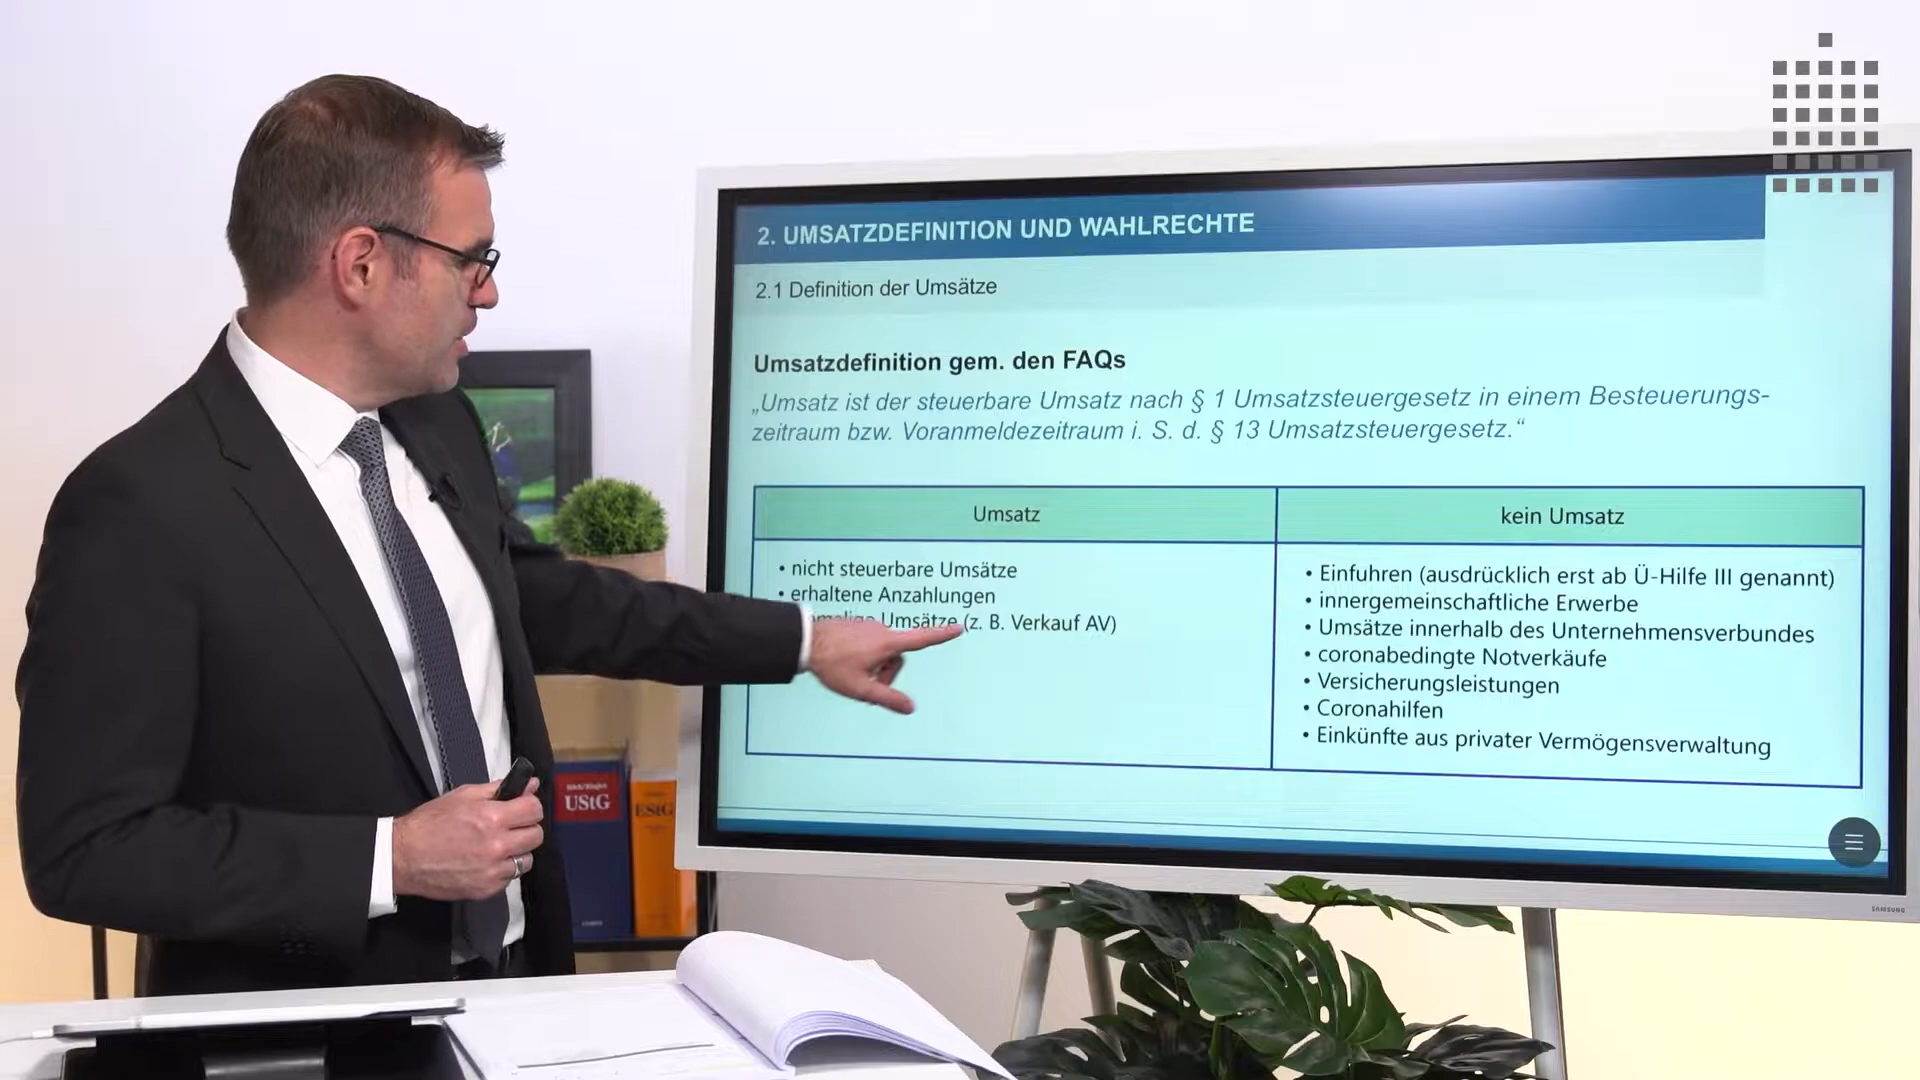 2. UMSATZDEFINITION UND WAHLRECHTE
2.1 Definition der Umsätze
Umsatzdefinition gem. den FAQs
„Umsatz ist der steuerbare Umsatz nach § 1 Umsatzsteuergesetz in einem Besteuerungs-
zeitraum bzw. Voranmeldezeitraum i. S. d. § 13 Umsatzsteuergesetz.“
Umsatz
• nicht steuerbare Umsätze
• erhaltene Anzahlungen
Umsätze (z. B. Verkauf AV)
kein Umsatz
• Einfuhren (ausdrücklich erst ab Ü-Hilfe III genannt)
• innergemeinschaftliche Erwerbe
• Umsätze innerhalb des Unternehmensverbundes
• coronabedingte Notverkäufe
• Versicherungsleistungen
• Coronahilfen
• Einkünfte aus privater Vermögensverwaltung
UStG
EStG
SAMSUNG